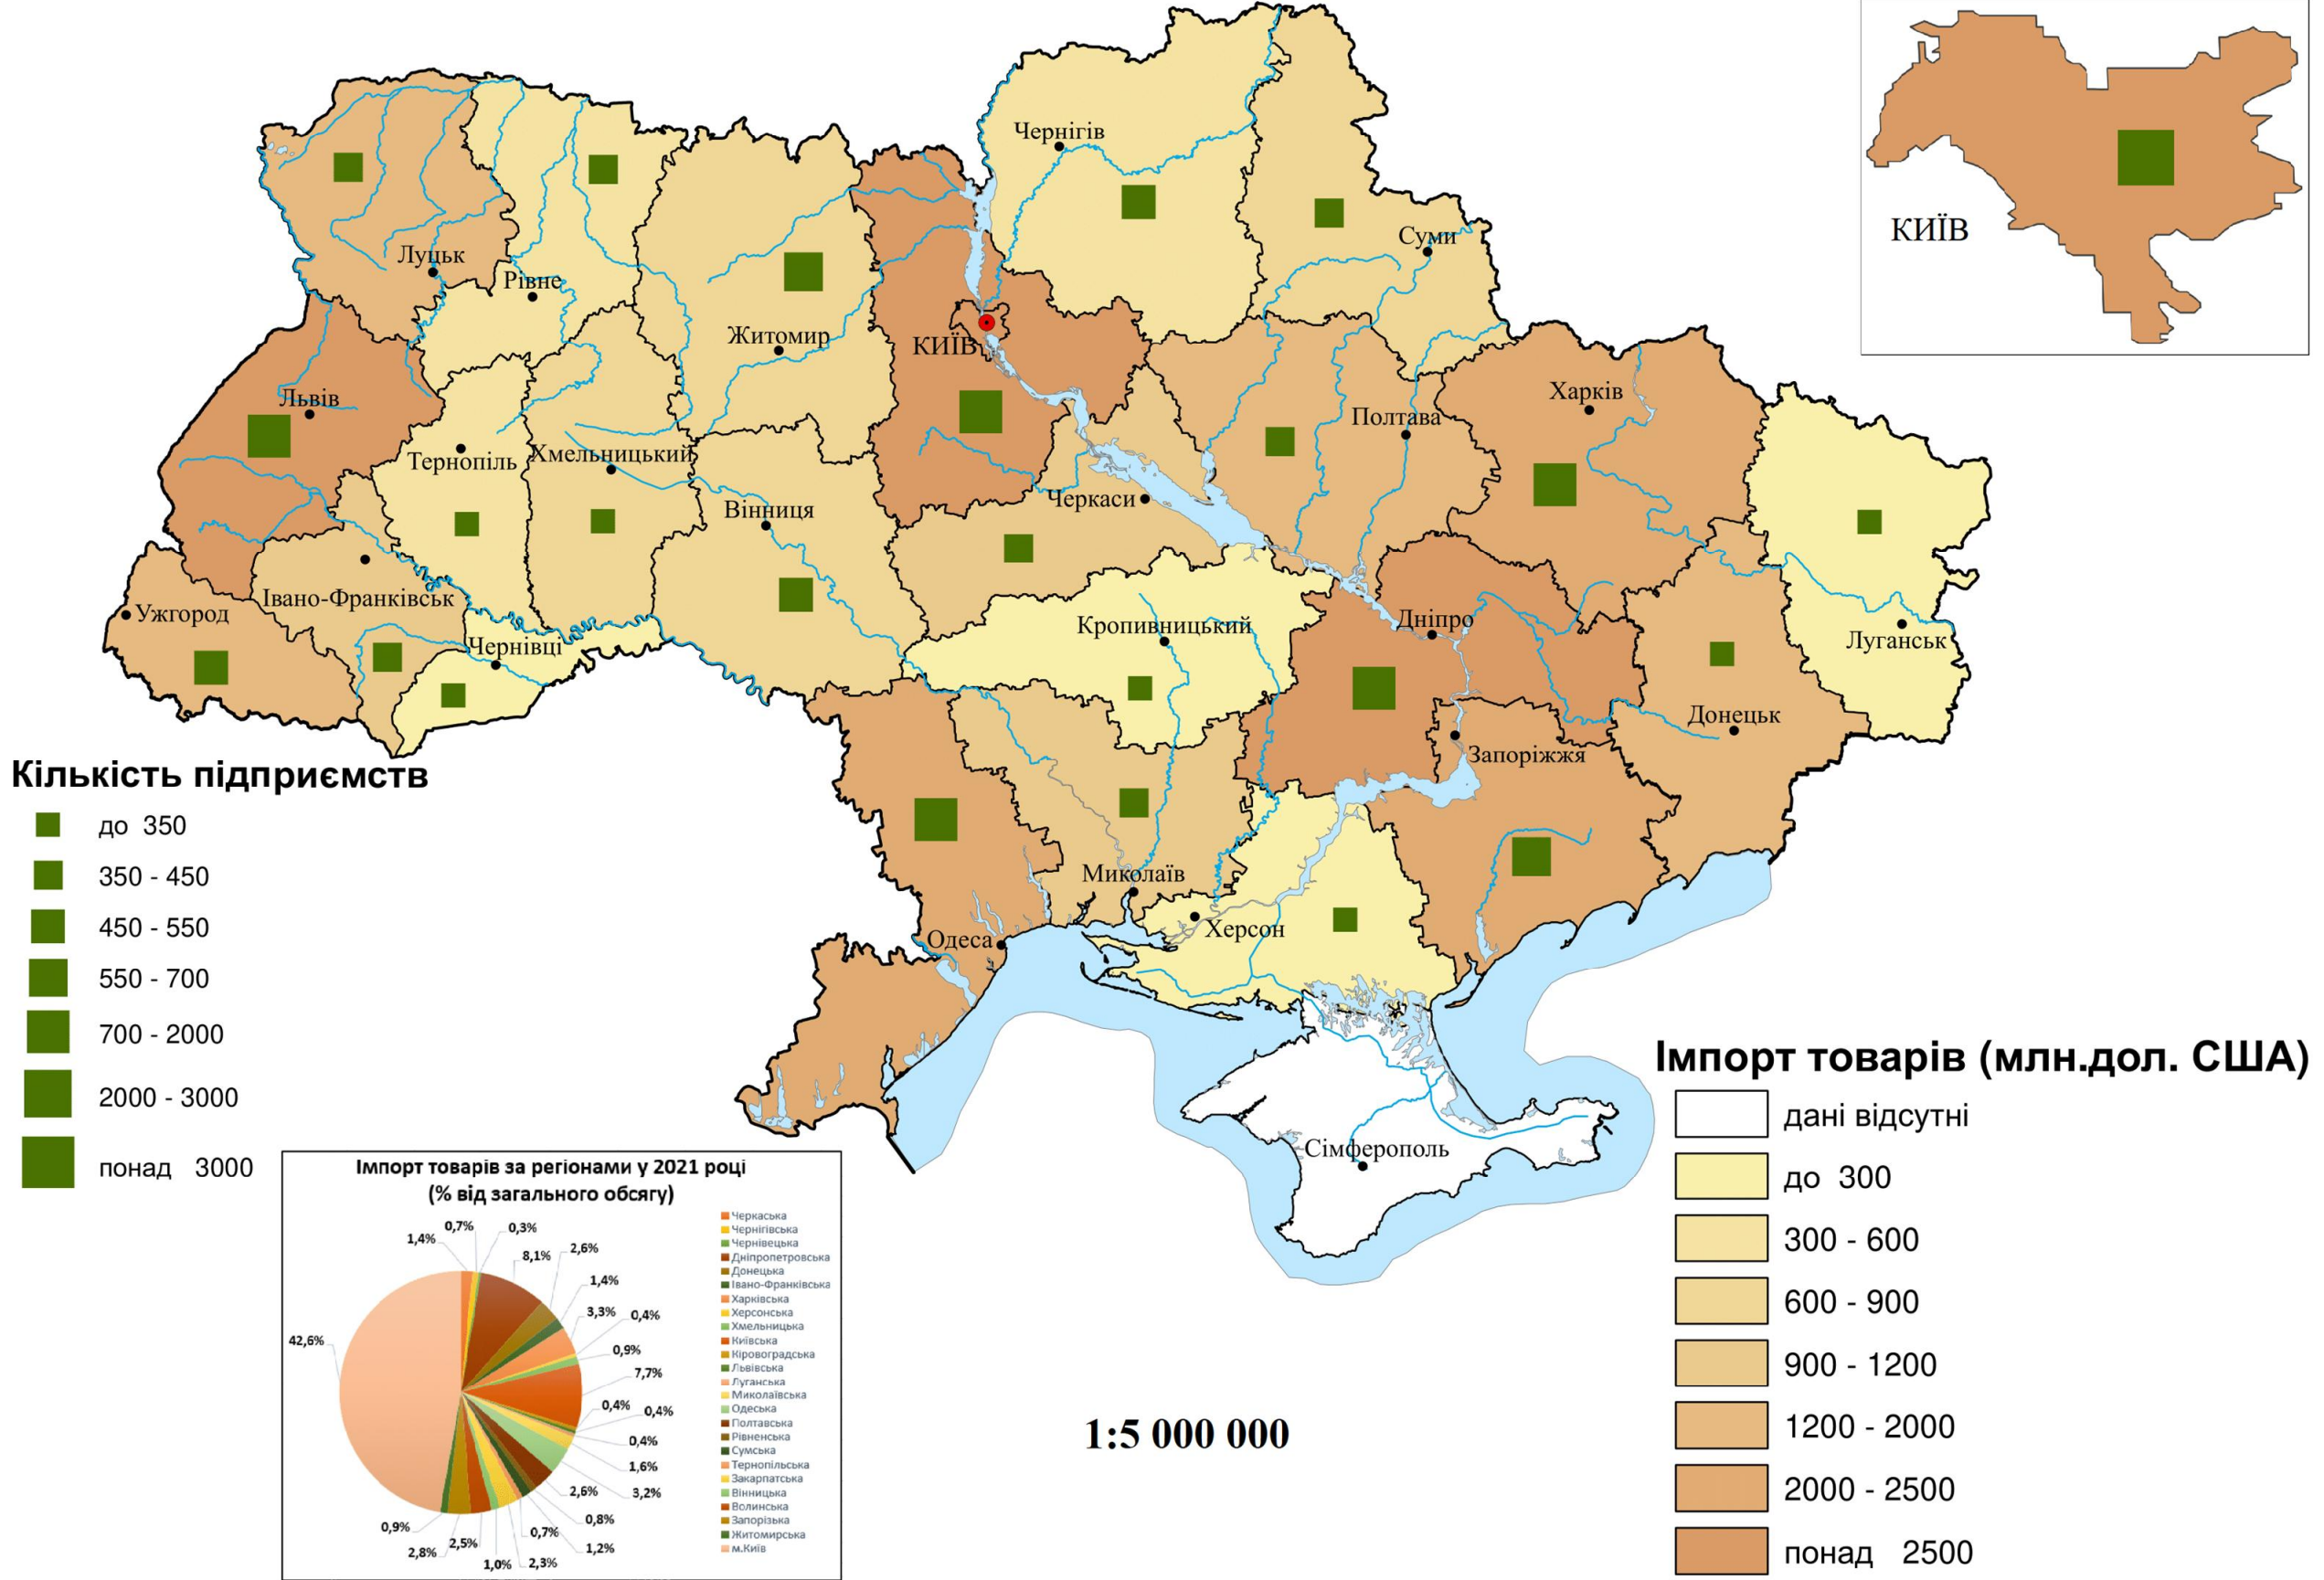 КИЇВ
Чернігів
Суми
Луцьк
Рівне
Житомир
КИЇВ
Львів
Харків
Полтава
Тернопіль
Хмельницький
Вінниця
Черкаси
Івано-Франківськ
Ужгород
Чернівці
Кропивницький
Дніпро
Луганськ
Донецьк
Запоріжжя
Миколаїв
Херсон
Одеса
Сімферополь
Кількість підприємств
до 350
350 - 450
450 - 550
550 - 700
700 - 2000
2000 - 3000
понад 3000
Імпорт товарів за регіонами у 2021 році
(% від загального обсягу)
0,7%
0,3%
1,4%
8,1%
2,6%
1,4%
3,3%
0,4%
0,9%
7,7%
0,4%
0,4%
0,4%
1,6%
3,2%
2,6%
0,8%
1,2%
0,7%
2,3%
1,0%
2,5%
2,8%
0,9%
42,6%
Черкаська
Чернігівська
Чернівецька
Дніпропетровська
Донецька
Івано-Франківська
Харківська
Херсонська
Хмельницька
Київська
Кіровоградська
Львівська
Луганська
Миколаївська
Одеська
Полтавська
Рівненська
Сумська
Тернопільська
Закарпатська
Вінницька
Волинська
Запорізька
Житомирська
м.Київ
1:5 000 000
Імпорт товарів (млн.дол. США)
дані відсутні
до 300
300 - 600
600 - 900
900 - 1200
1200 - 2000
2000 - 2500
понад 2500